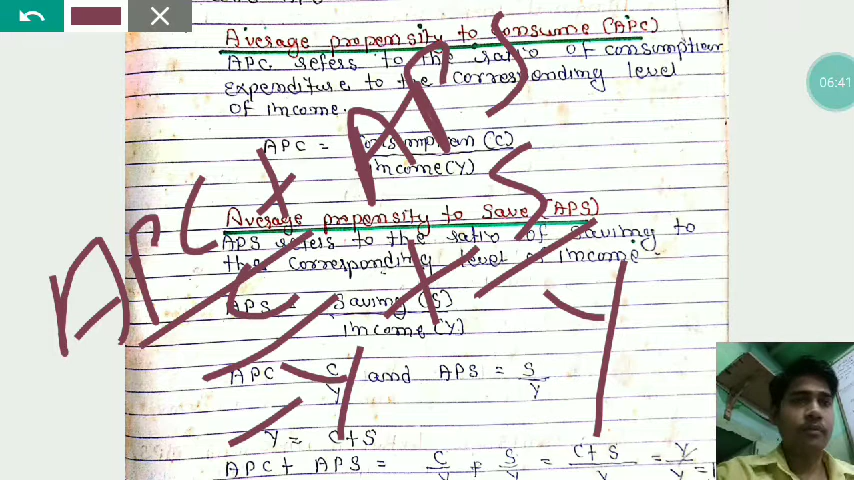 Average propensity to Consume (APC)
APC refers to the ratio of consumption
expenditure to the corresponding level
of income.
06:41
APC = Consumption (C)
income (Y)
APC + APS
Average propensity to Save (APS)
APS refers to the ratio of Saving to
the corresponding level of income
APS = Saving (S)
income (Y)
C + S
Y Y
APC C and APS = S
Y Y
Y = C+S
APC + APS = C + S = C+S = Y = 1
Y Y Y Y